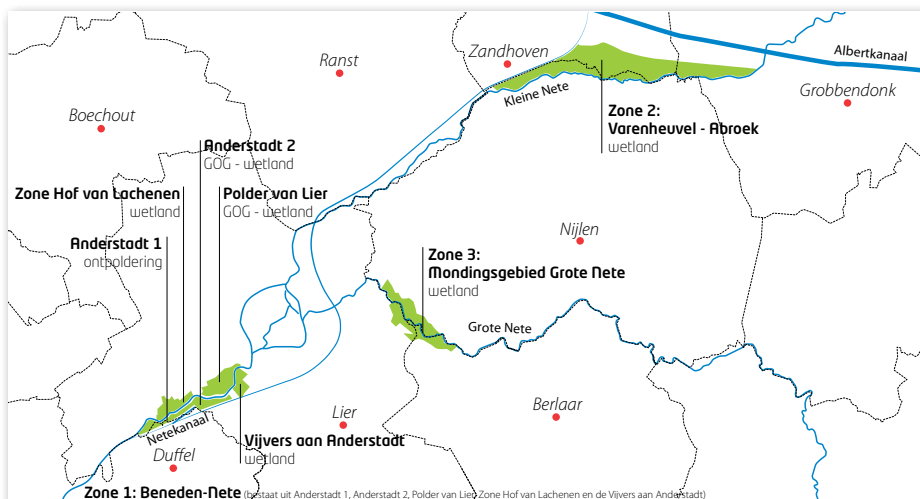 Ranst
Zandhoven
Albertkanaal
Kleine Nete
Grobbendonk
Boechout
Zone 2:
Varenheuvel - Abroek
wetland
Anderstadt 2
GOG - wetland
Zone Hof van Lachenen
wetland
Polder van Lier
GOG - wetland
Anderstadt 1
ontpoldering
Nijlen
Zone 3:
Mondingsgebied Grote Nete
wetland
Grote Nete
Netekanaal
Lier
Berlaar
Vijvers aan Anderstadt
wetland
Duffel
Zone 1: Beneden-Nete (bestaat uit Anderstadt 1, Anderstadt 2, Polder van Lier, Zone Hof van Lachenen en de Vijvers aan Anderstadt)